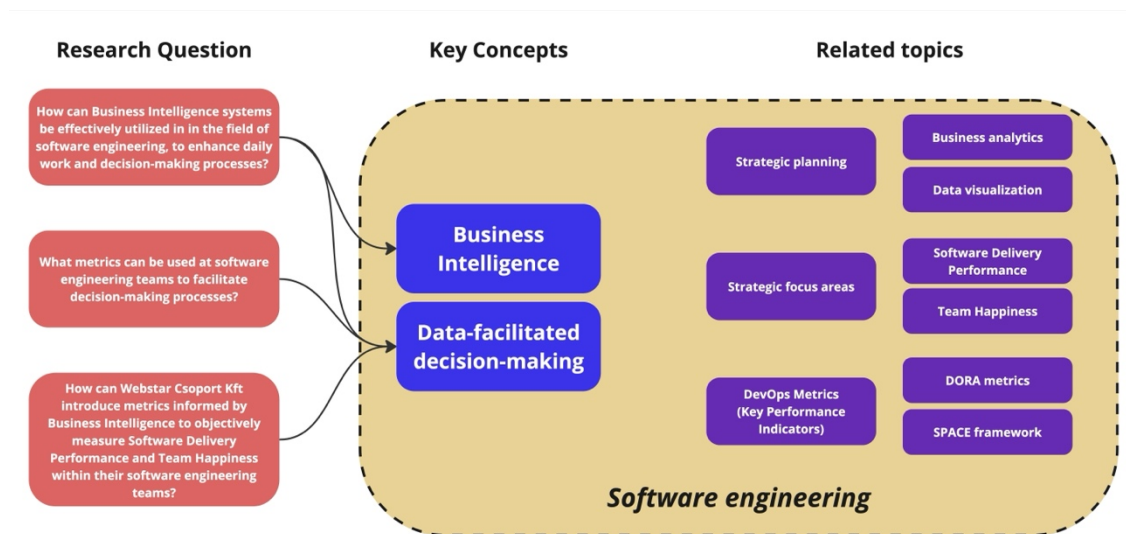 Research Question
How can Business Intelligence systems
be effectively utilized in in the field of
software engineering, to enhance daily
work and decision-making processes?
What metrics can be used at software
engineering teams to facilitate
decision-making processes?
How can Webstar Csoport Kft
introduce metrics informed by
Business Intelligence to objectively
measure Software Delivery
Performance and Team Happiness
within their software engineering
teams?
Key Concepts
Business
Intelligence
Data-facilitated
decision-making
Related topics
Strategic planning
Business analytics
Data visualization
Strategic focus areas
Software Delivery
Performance
Team Happiness
DevOps Metrics
(Key Performance
Indicators)
DORA metrics
SPACE framework
Software engineering